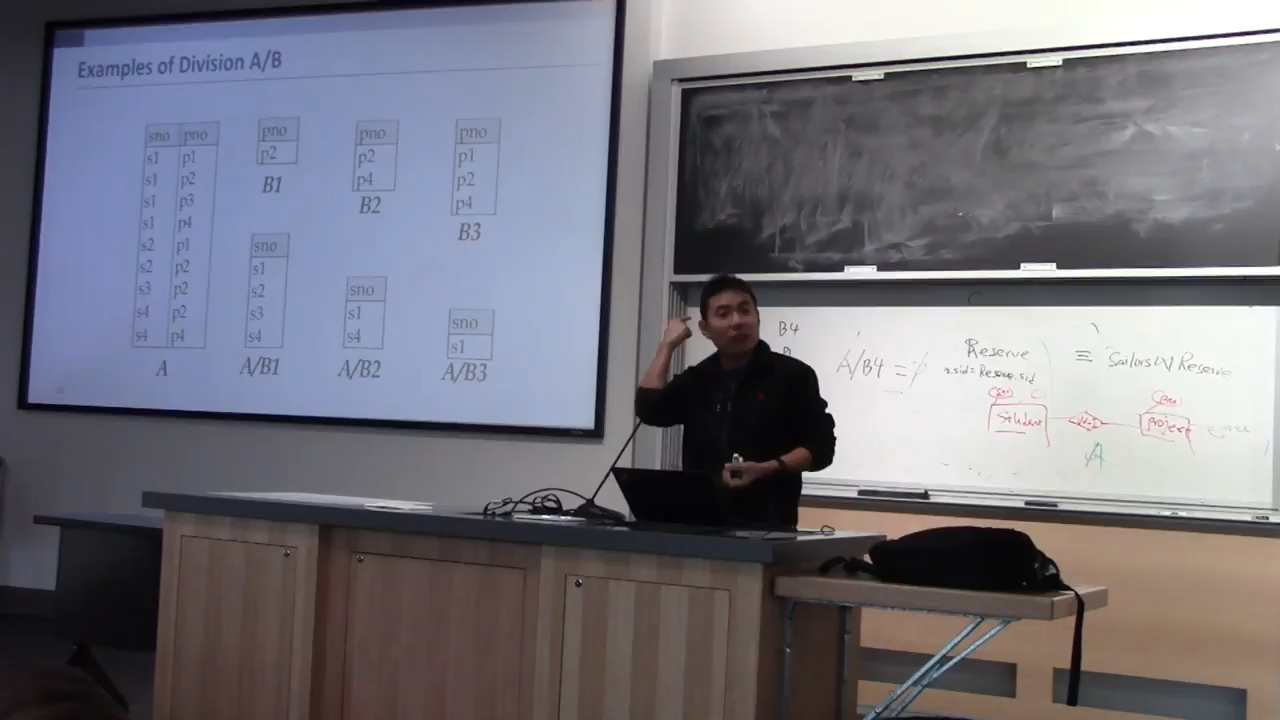 Examples of Division A/B
sno pno
s1 p1
s1 p2
s1 p3
s1 p4
s2 p1
s2 p2
s3 p2
s4 p2
s4 p4
A
pno
p2
B1
pno
p2
p4
B2
pno
p1
p2
p4
B3
sno
s1
s2
s3
s4
A/B1
sno
s1
s4
A/B2
sno
s1
A/B3
B4
A/B4 =
Reserve
≡ Sailors ⋈ Reserve
Student
Project
A